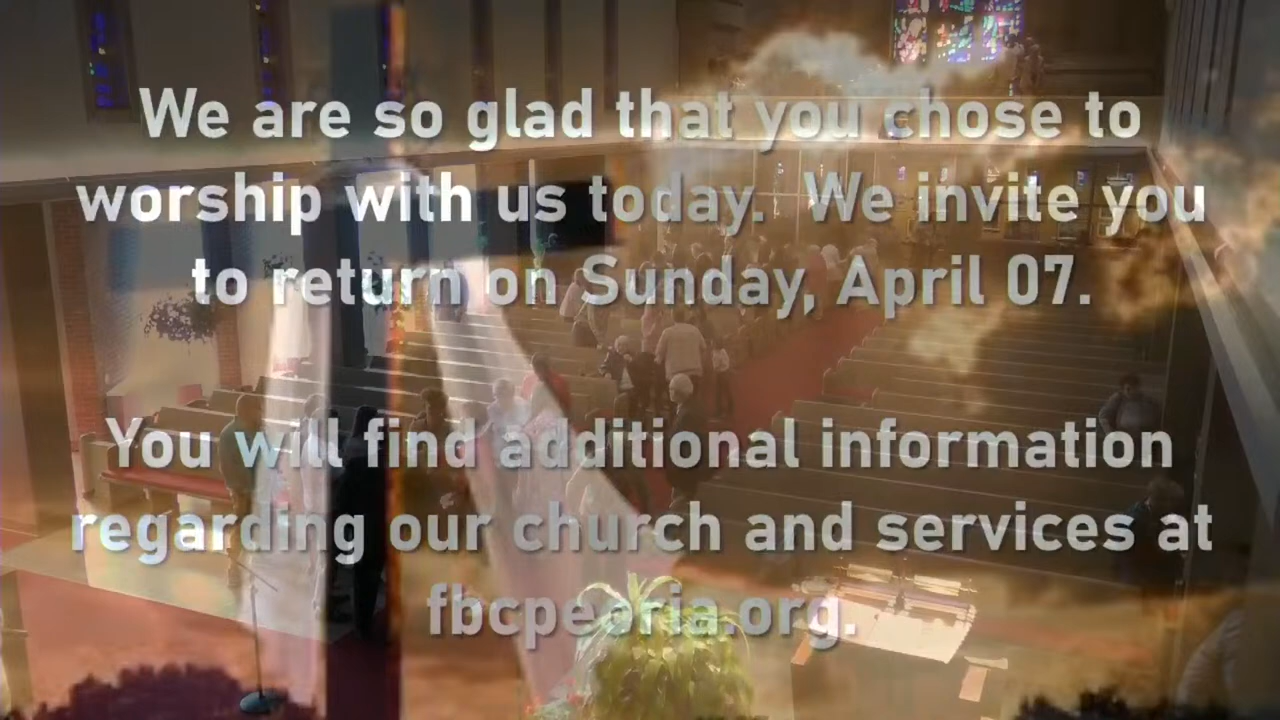 We are so glad that you chose to
worship with us today. We invite you
to return on Sunday, April 07.
You will find additional information
regarding our church and services at
fbcpeoria.org.